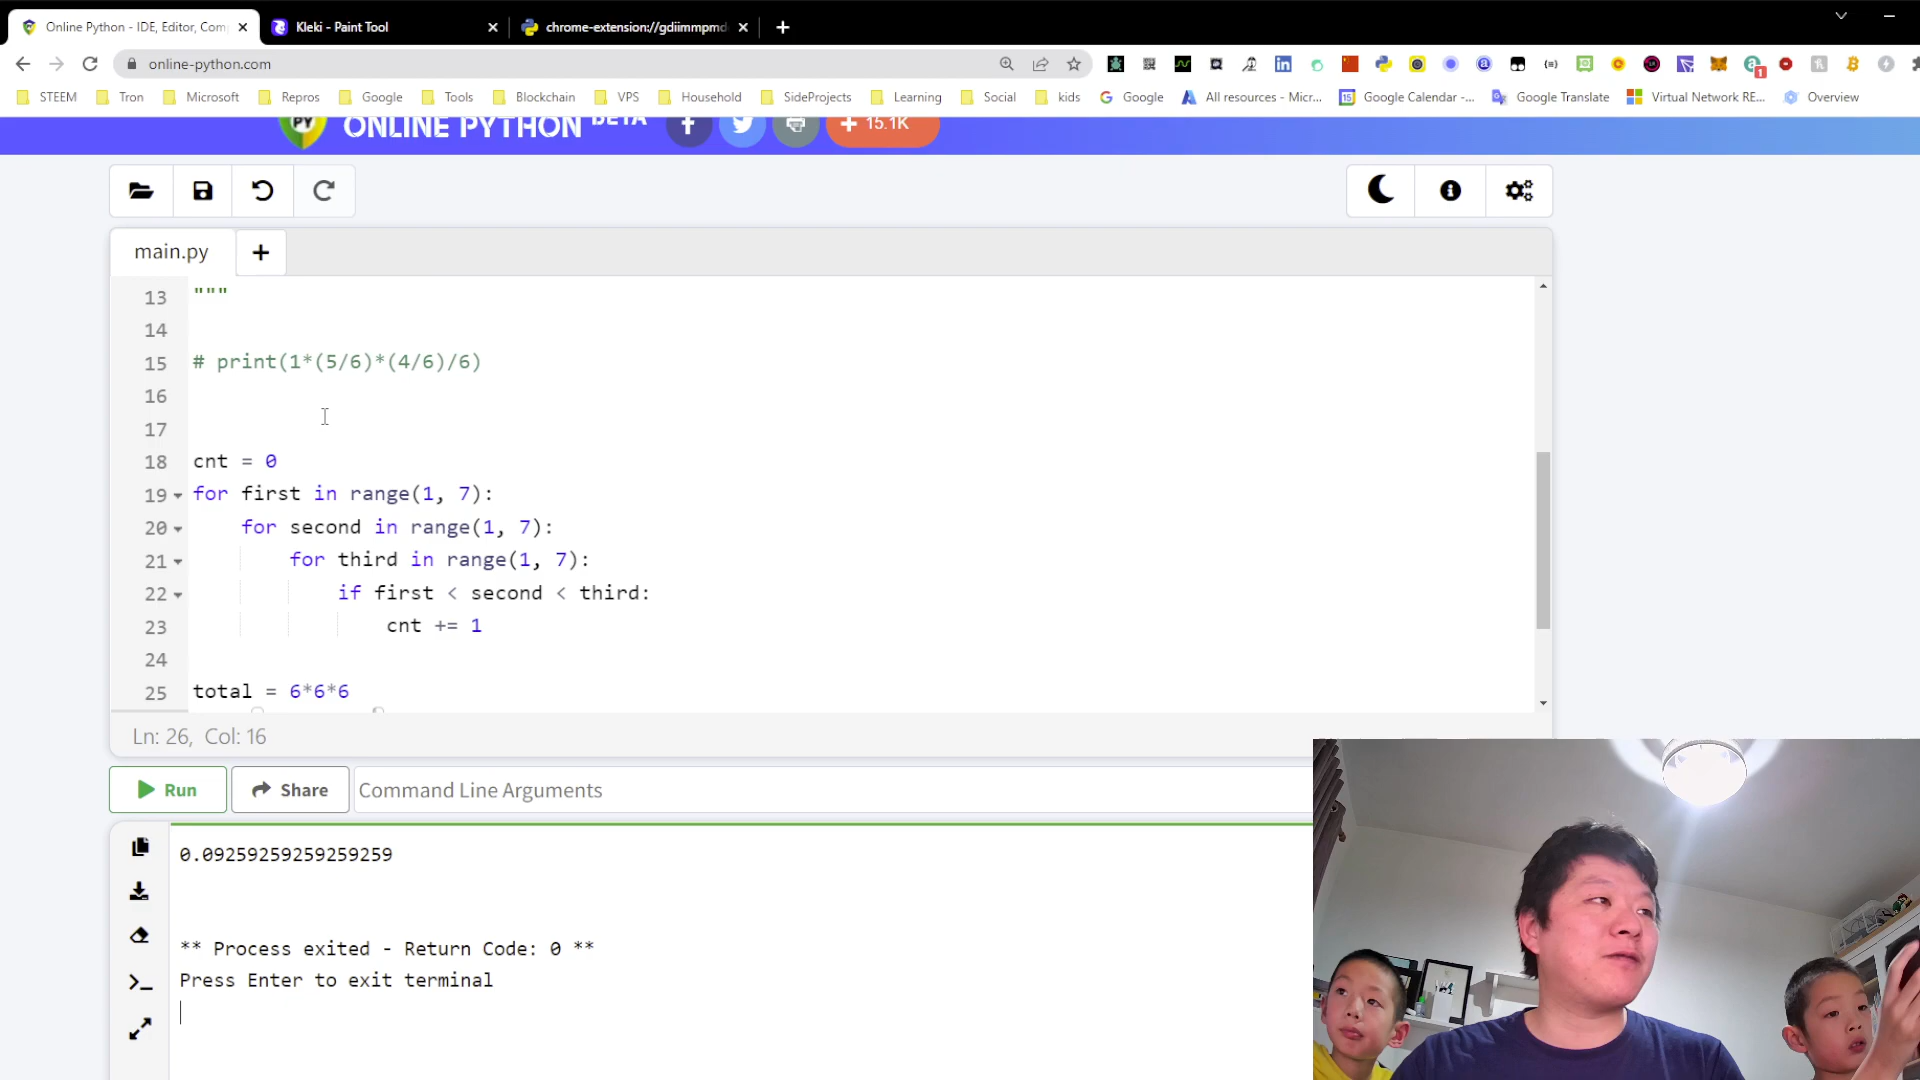 Online Python - IDE, Editor, Com
Kleki - Paint Tool
chrome-extension://gdiimmpmd
online-python.com
STEEM
Tron
Microsoft
Repros
Google
Tools
Blockchain
VPS
Household
SideProjects
Learning
Social
kids
Google
All resources - Micr...
Google Calendar -...
Google Translate
Virtual Network RE...
Overview
PY
ONLINE PYTHON BETA
15.1K
main.py
13 """
14
15 # print(1*(5/6)*(4/6)/6)
16
17
18 cnt = 0
19 for first in range(1, 7):
20 for second in range(1, 7):
21 for third in range(1, 7):
22 if first < second < third:
23 cnt += 1
24
25 total = 6*6*6
Ln: 26, Col: 16
Run
Share
Command Line Arguments
0.09259259259259259
** Process exited - Return Code: 0 **
Press Enter to exit terminal